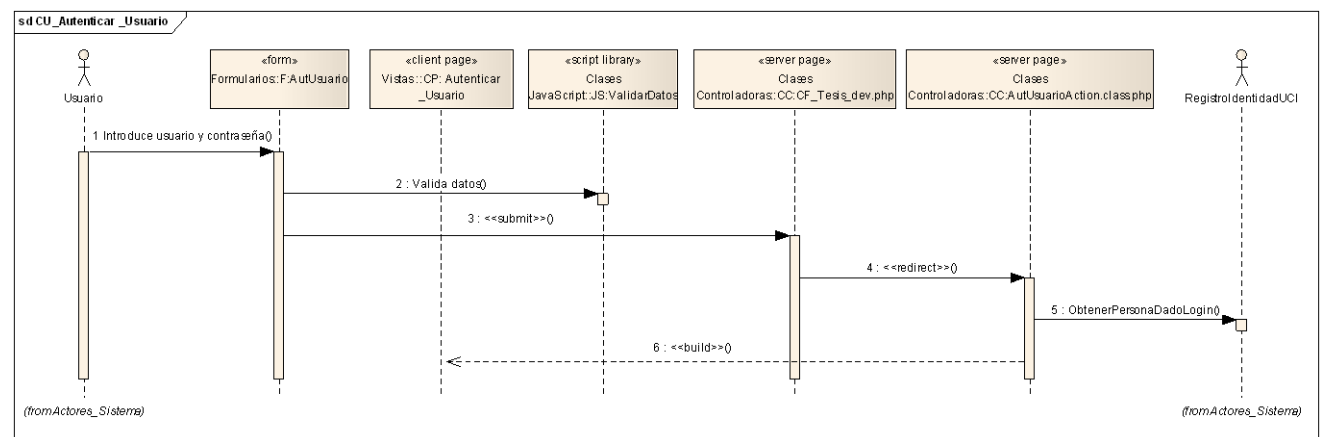 sd CU_Autenticar _Usuario
Usuario
«form»
Formularios::F:AutUsuario
«client page»
Vistas::CP: Autenticar
_Usuario
«script library»
Clases
JavaScript::JS:ValidarDatos
«server page»
Clases
Controladoras::CC:CF_Tesis_dev.php
«server page»
Clases
Controladoras::CC:AutUsuarioAction.classphp
RegistroIdentidadUCI
1 Introduce usuario y contraseña()
2 : Valida datos()
3 : <<submit>>()
4 : <<redirect>>()
5 : ObtenerPersonaDadoLogin()
6 : <<build>>()
(fromActores_Sistema)
(fromActores_Sistema)